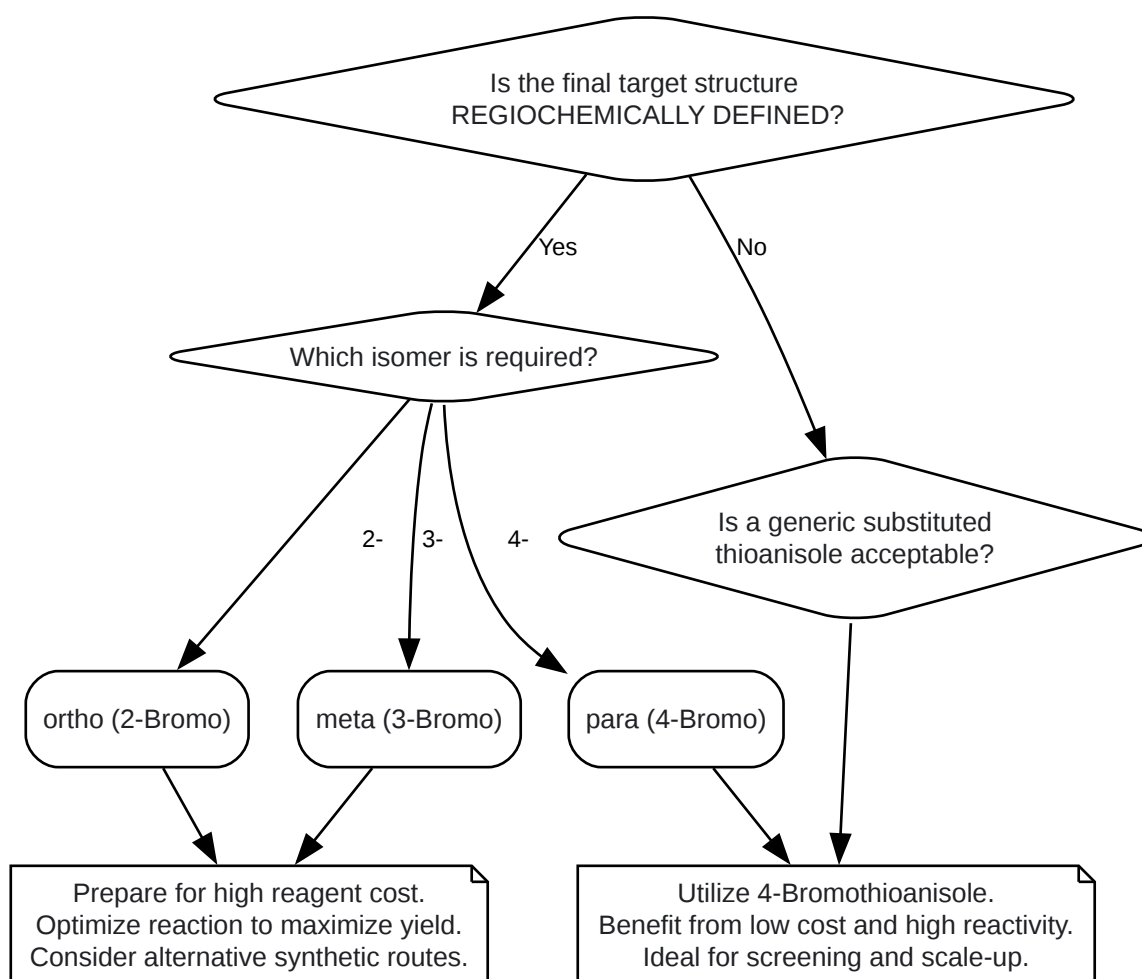 Is the final target structure
REGIOCHEMICALLY DEFINED?
Yes
No
Which isomer is required?
Is a generic substituted
thioanisole acceptable?
2-
3-
4-
ortho (2-Bromo)
meta (3-Bromo)
para (4-Bromo)
Prepare for high reagent cost.
Optimize reaction to maximize yield.
Consider alternative synthetic routes.
Utilize 4-Bromothioanisole.
Benefit from low cost and high reactivity.
Ideal for screening and scale-up.